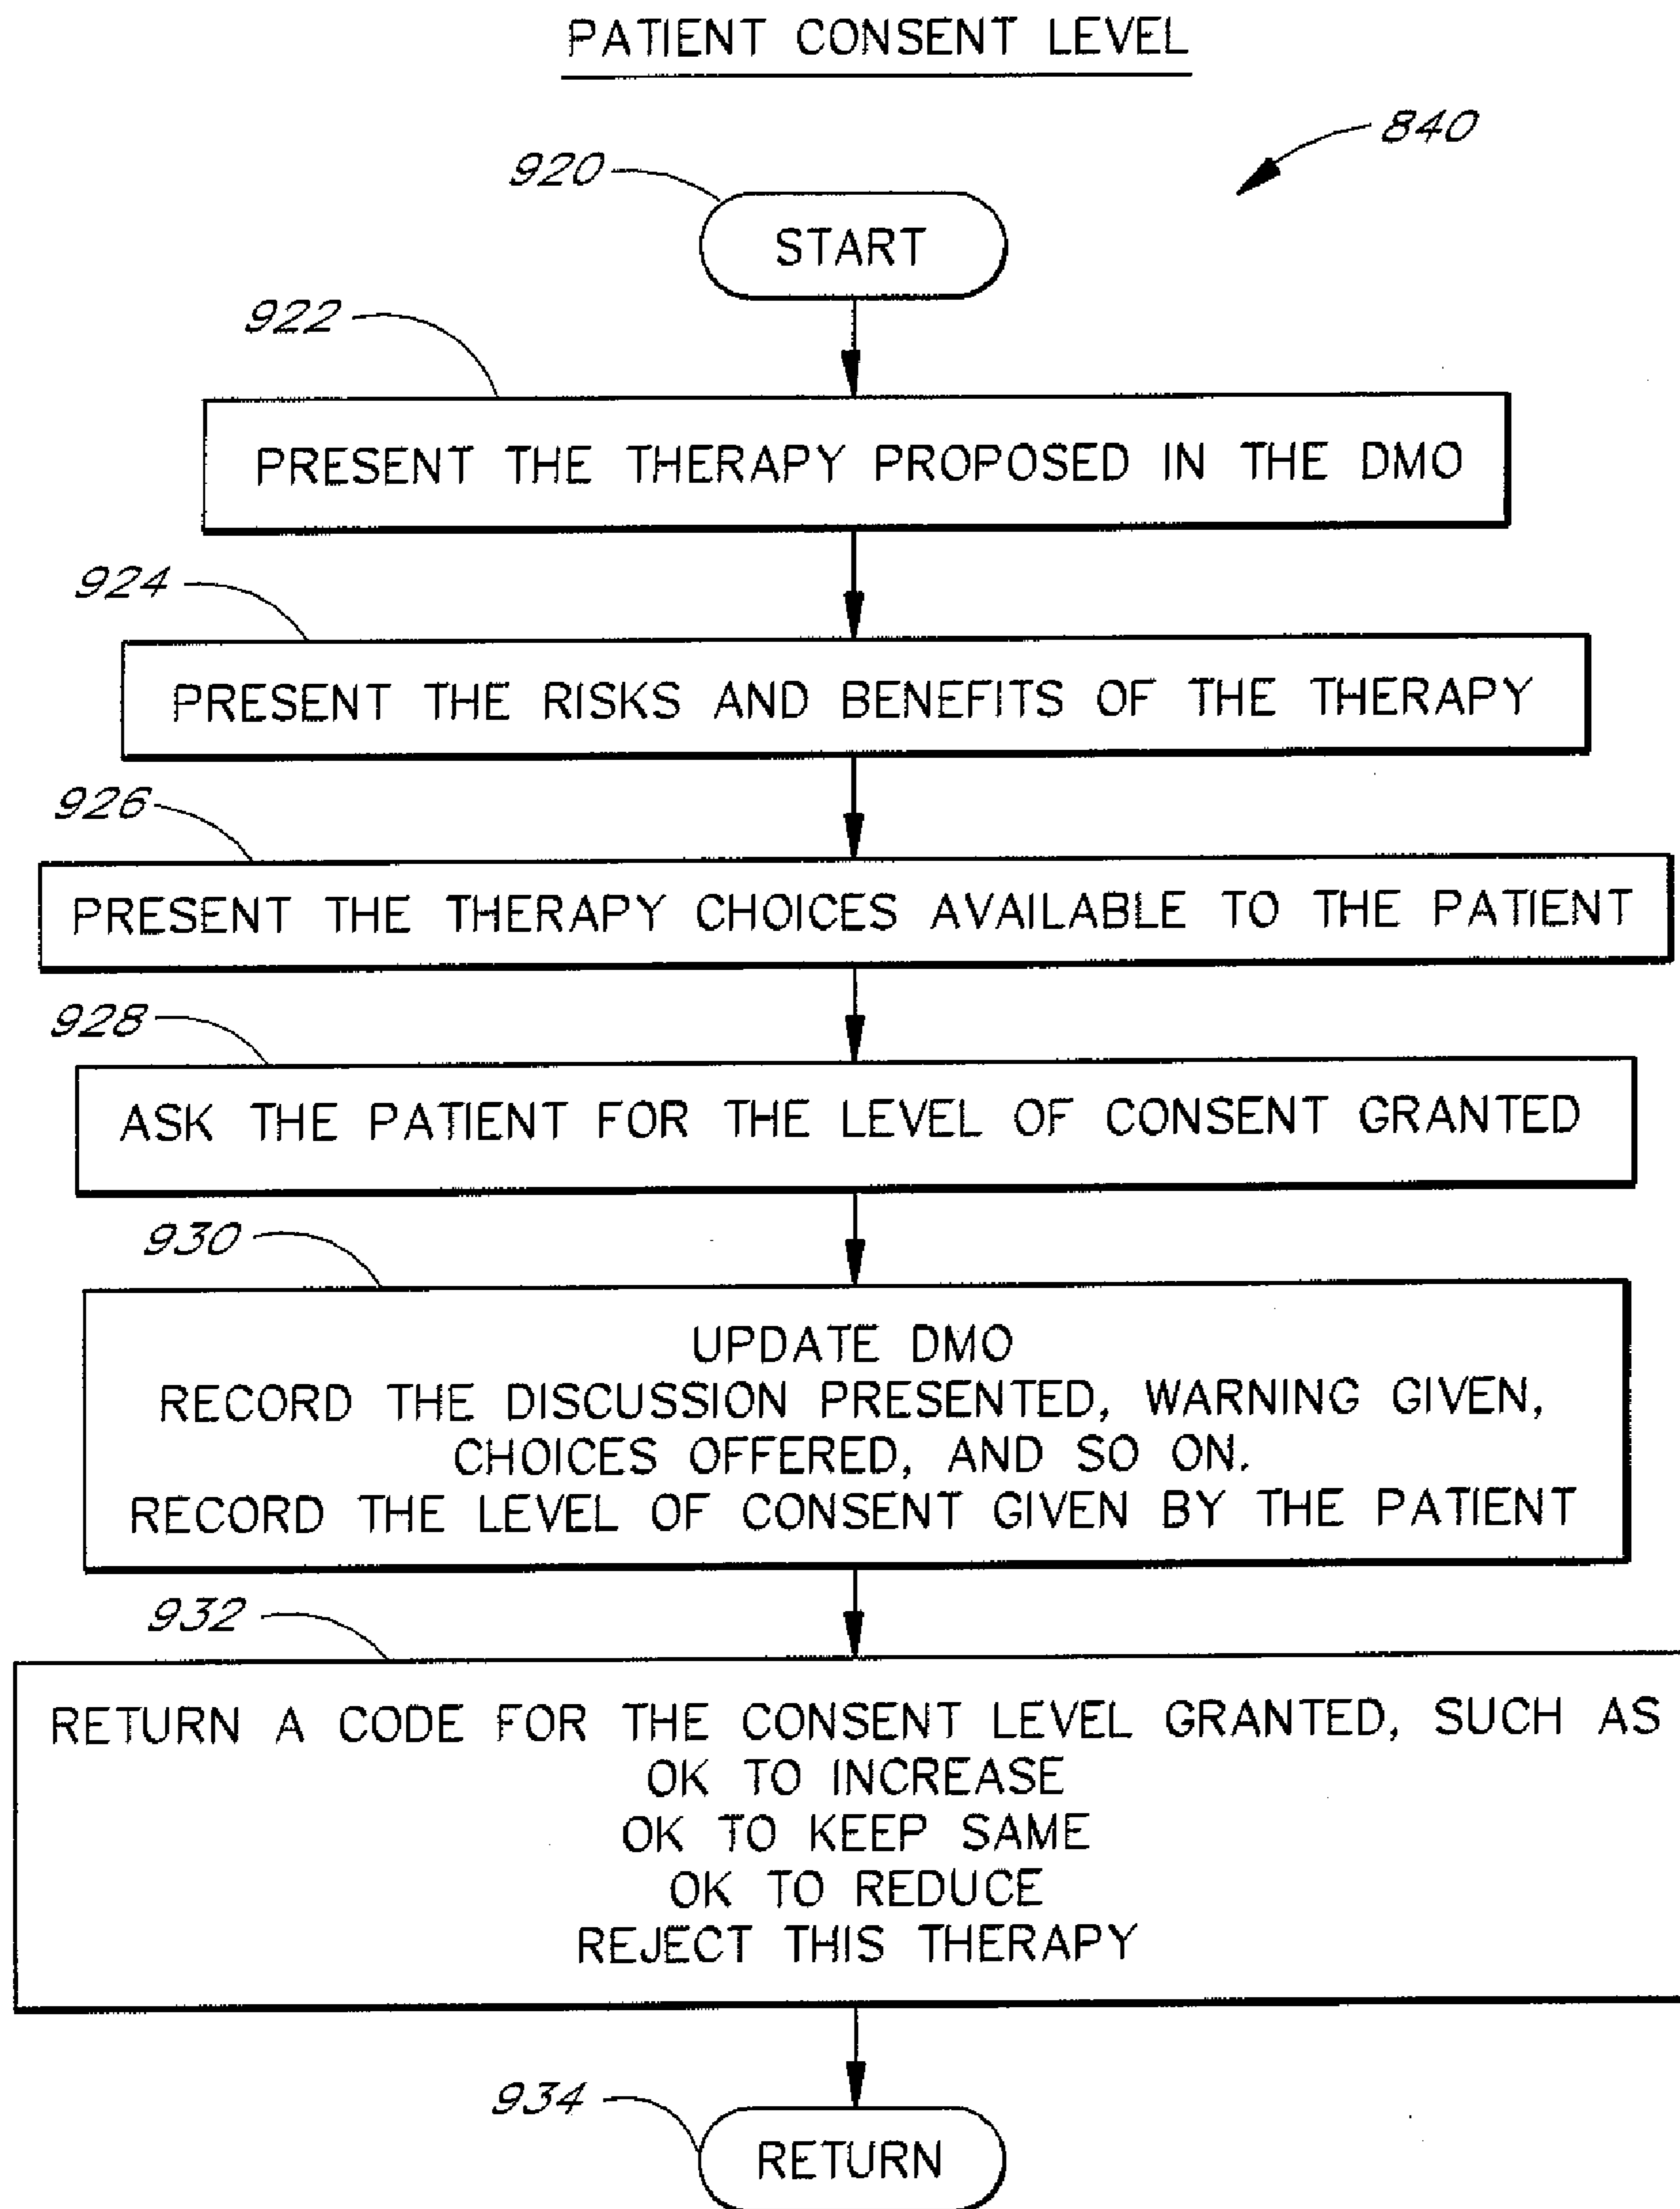 PATIENT CONSENT LEVEL
840
920
START
922
PRESENT THE THERAPY PROPOSED IN THE DMO
924
PRESENT THE RISKS AND BENEFITS OF THE THERAPY
926
PRESENT THE THERAPY CHOICES AVAILABLE TO THE PATIENT
928
ASK THE PATIENT FOR THE LEVEL OF CONSENT GRANTED
930
UPDATE DMO
RECORD THE DISCUSSION PRESENTED, WARNING GIVEN,
CHOICES OFFERED, AND SO ON.
RECORD THE LEVEL OF CONSENT GIVEN BY THE PATIENT
932
RETURN A CODE FOR THE CONSENT LEVEL GRANTED, SUCH AS
OK TO INCREASE
OK TO KEEP SAME
OK TO REDUCE
REJECT THIS THERAPY
934
RETURN